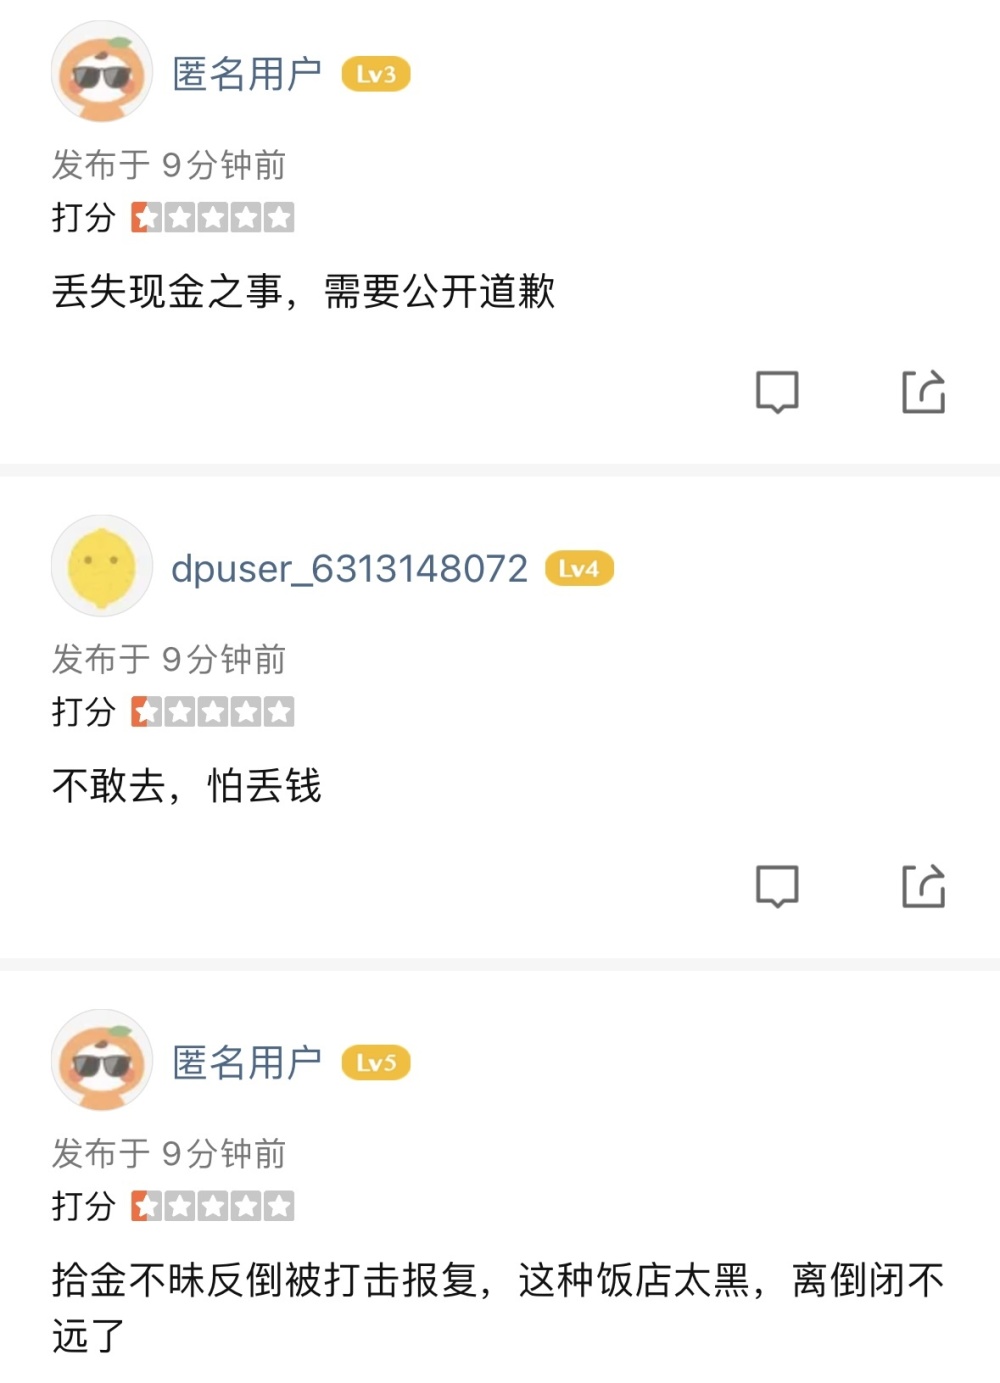 匿名用户 Lv3
发布于 9分钟前
打分
丢失现金之事，需要公开道歉
dpuser_6313148072 Lv4
发布于 9分钟前
打分
不敢去，怕丢钱
匿名用户 Lv5
发布于 9分钟前
打分
拾金不昧反倒被打击报复，这种饭店太黑，离倒闭不
远了